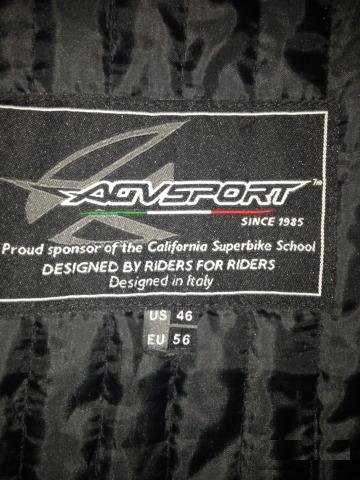 AGVSPORT™
SINCE 1985
Proud sponsor of the California Superbike School
DESIGNED BY RIDERS FOR RIDERS
Designed in Italy
US 46
EU 56